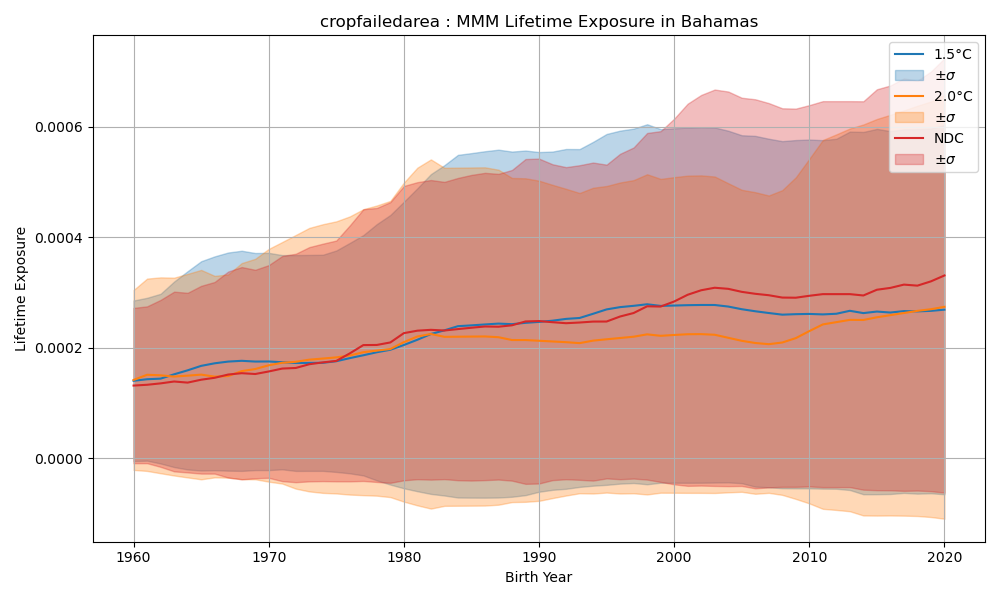 cropfailedarea : MMM Lifetime Exposure in Bahamas
1.5°C
±σ
2.0°C
±σ
NDC
±σ
0.0006
0.0004
0.0002
0.0000
Lifetime Exposure
1960 1970 1980 1990 2000 2010 2020
Birth Year